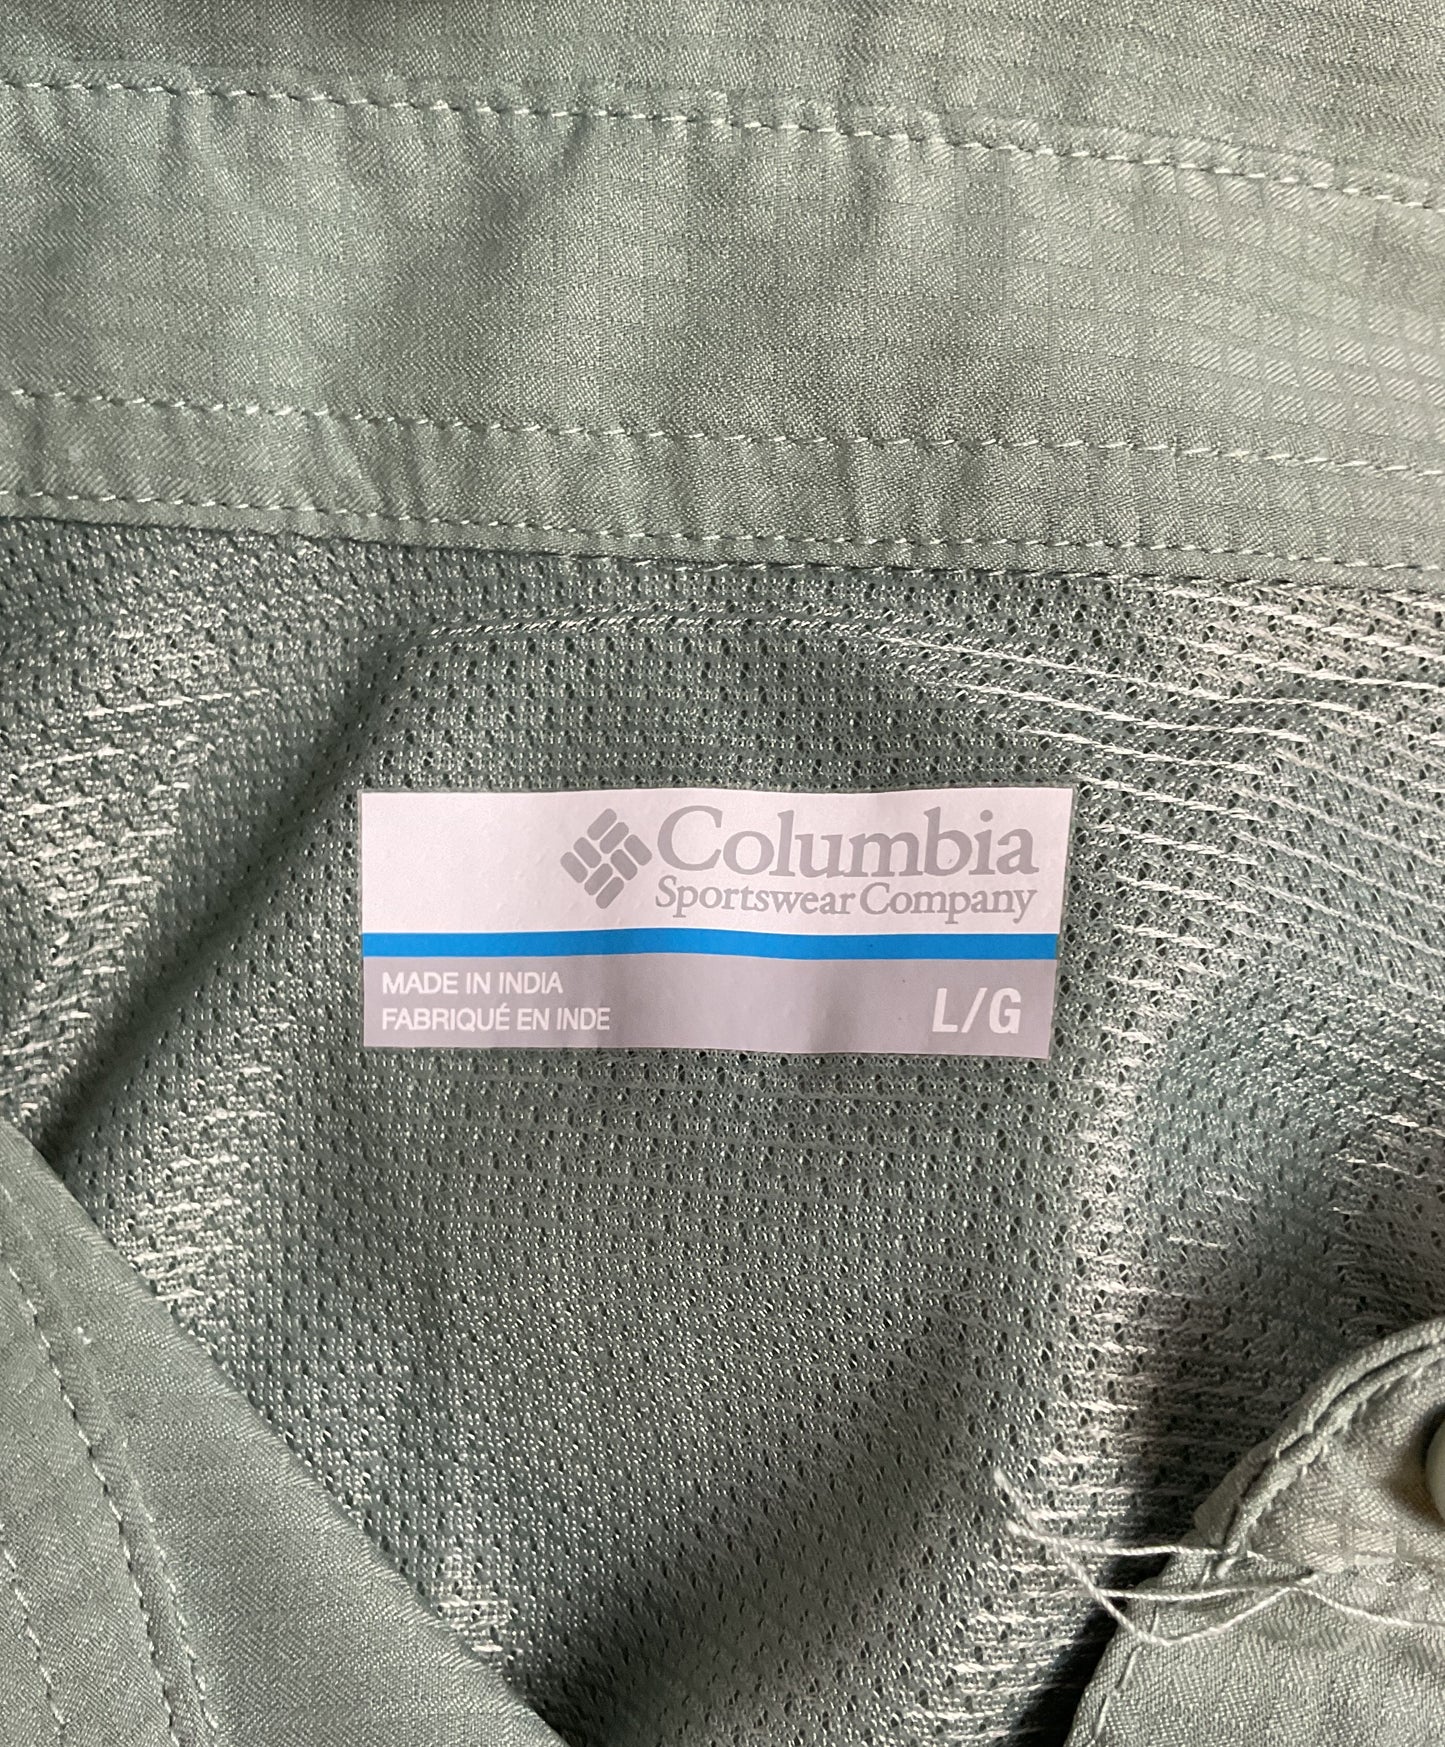 Columbia
Sportswear Company
MADE IN INDIA
FABRIQUÉ EN INDE
L/G